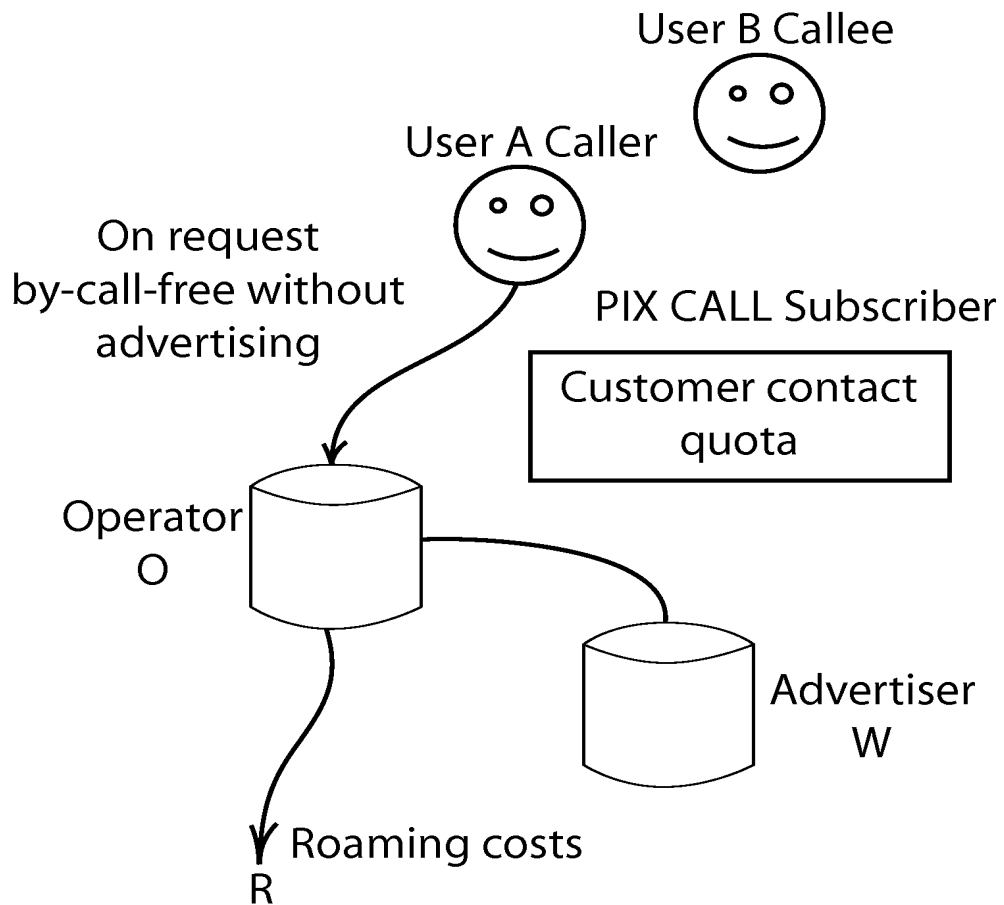 User B Callee
User A Caller
On request
by-call-free without
advertising
PIX CALL Subscriber
Customer contact
quota
Operator
O
Advertiser
W
Roaming costs
R